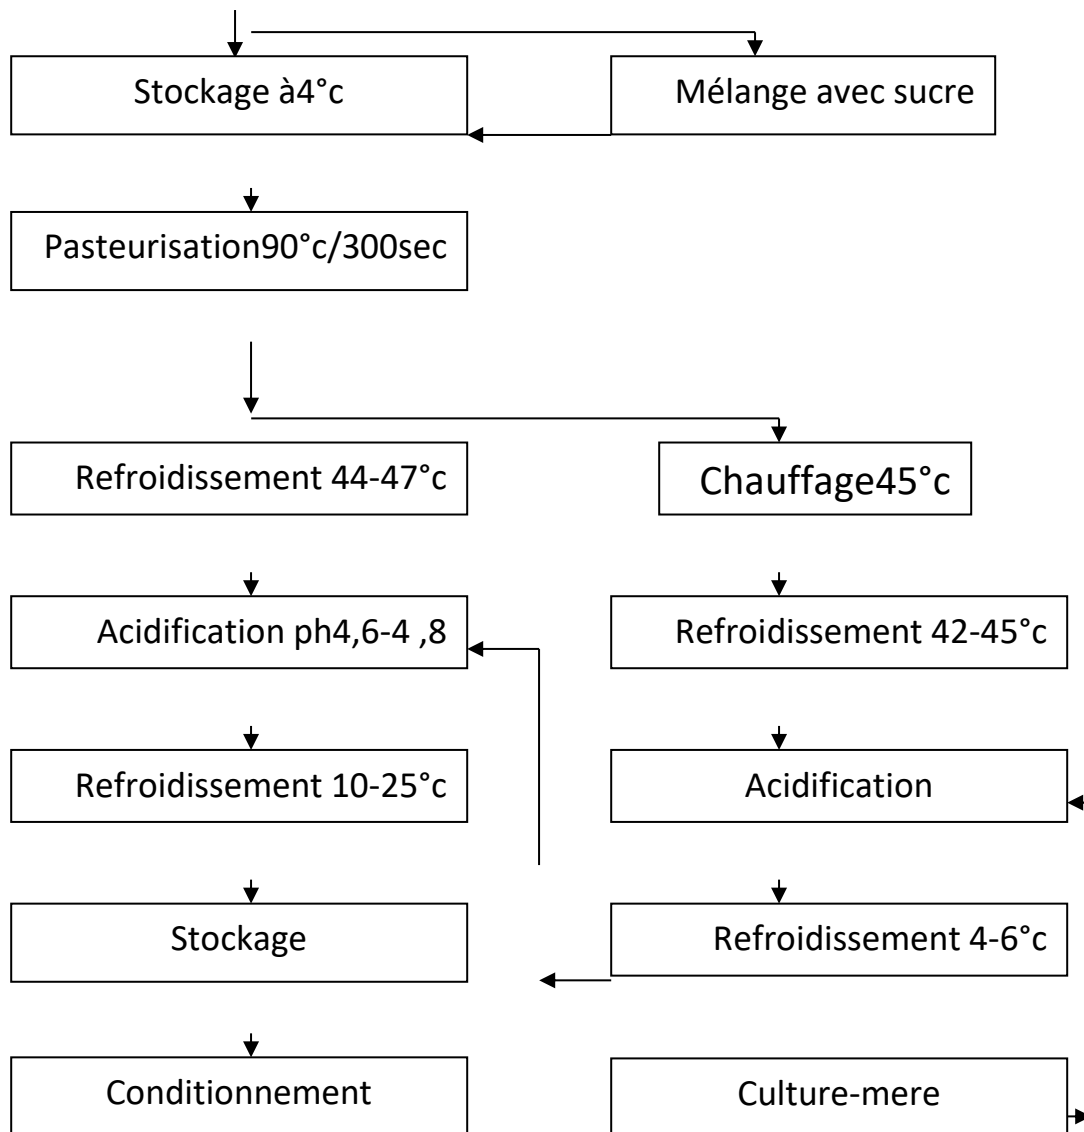 Stockage à4°c
Mélange avec sucre
Pasteurisation90°c/300sec
Refroidissement 44-47°c
Chauffage45°c
Acidification ph4,6-4 ,8
Refroidissement 42-45°c
Refroidissement 10-25°c
Acidification
Stockage
Refroidissement 4-6°c
Conditionnement
Culture-mere